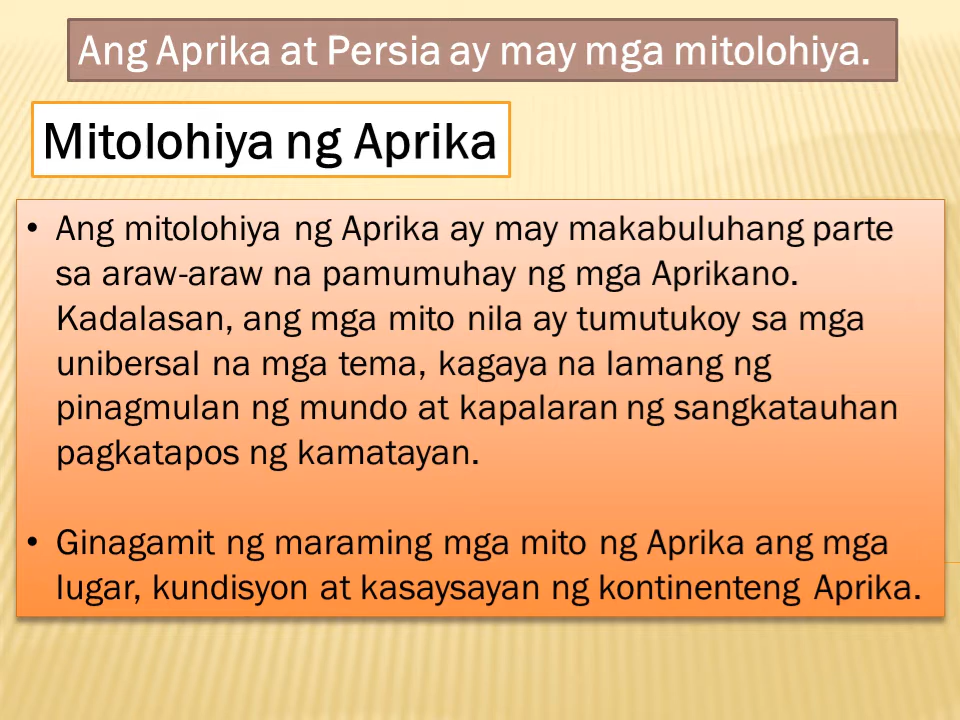 Ang Aprika at Persia ay may mga mitolohiya.
Mitolohiya ng Aprika
• Ang mitolohiya ng Aprika ay may makabuluhang parte
sa araw-araw na pamumuhay ng mga Aprikano.
Kadalasan, ang mga mito nila ay tumutukoy sa mga
unibersal na mga tema, kagaya na lamang ng
pinagmulan ng mundo at kapalaran ng sangkatauhan
pagkatapos ng kamatayan.
• Ginagamit ng maraming mga mito ng Aprika ang mga
lugar, kundisyon at kasaysayan ng kontinenteng Aprika.